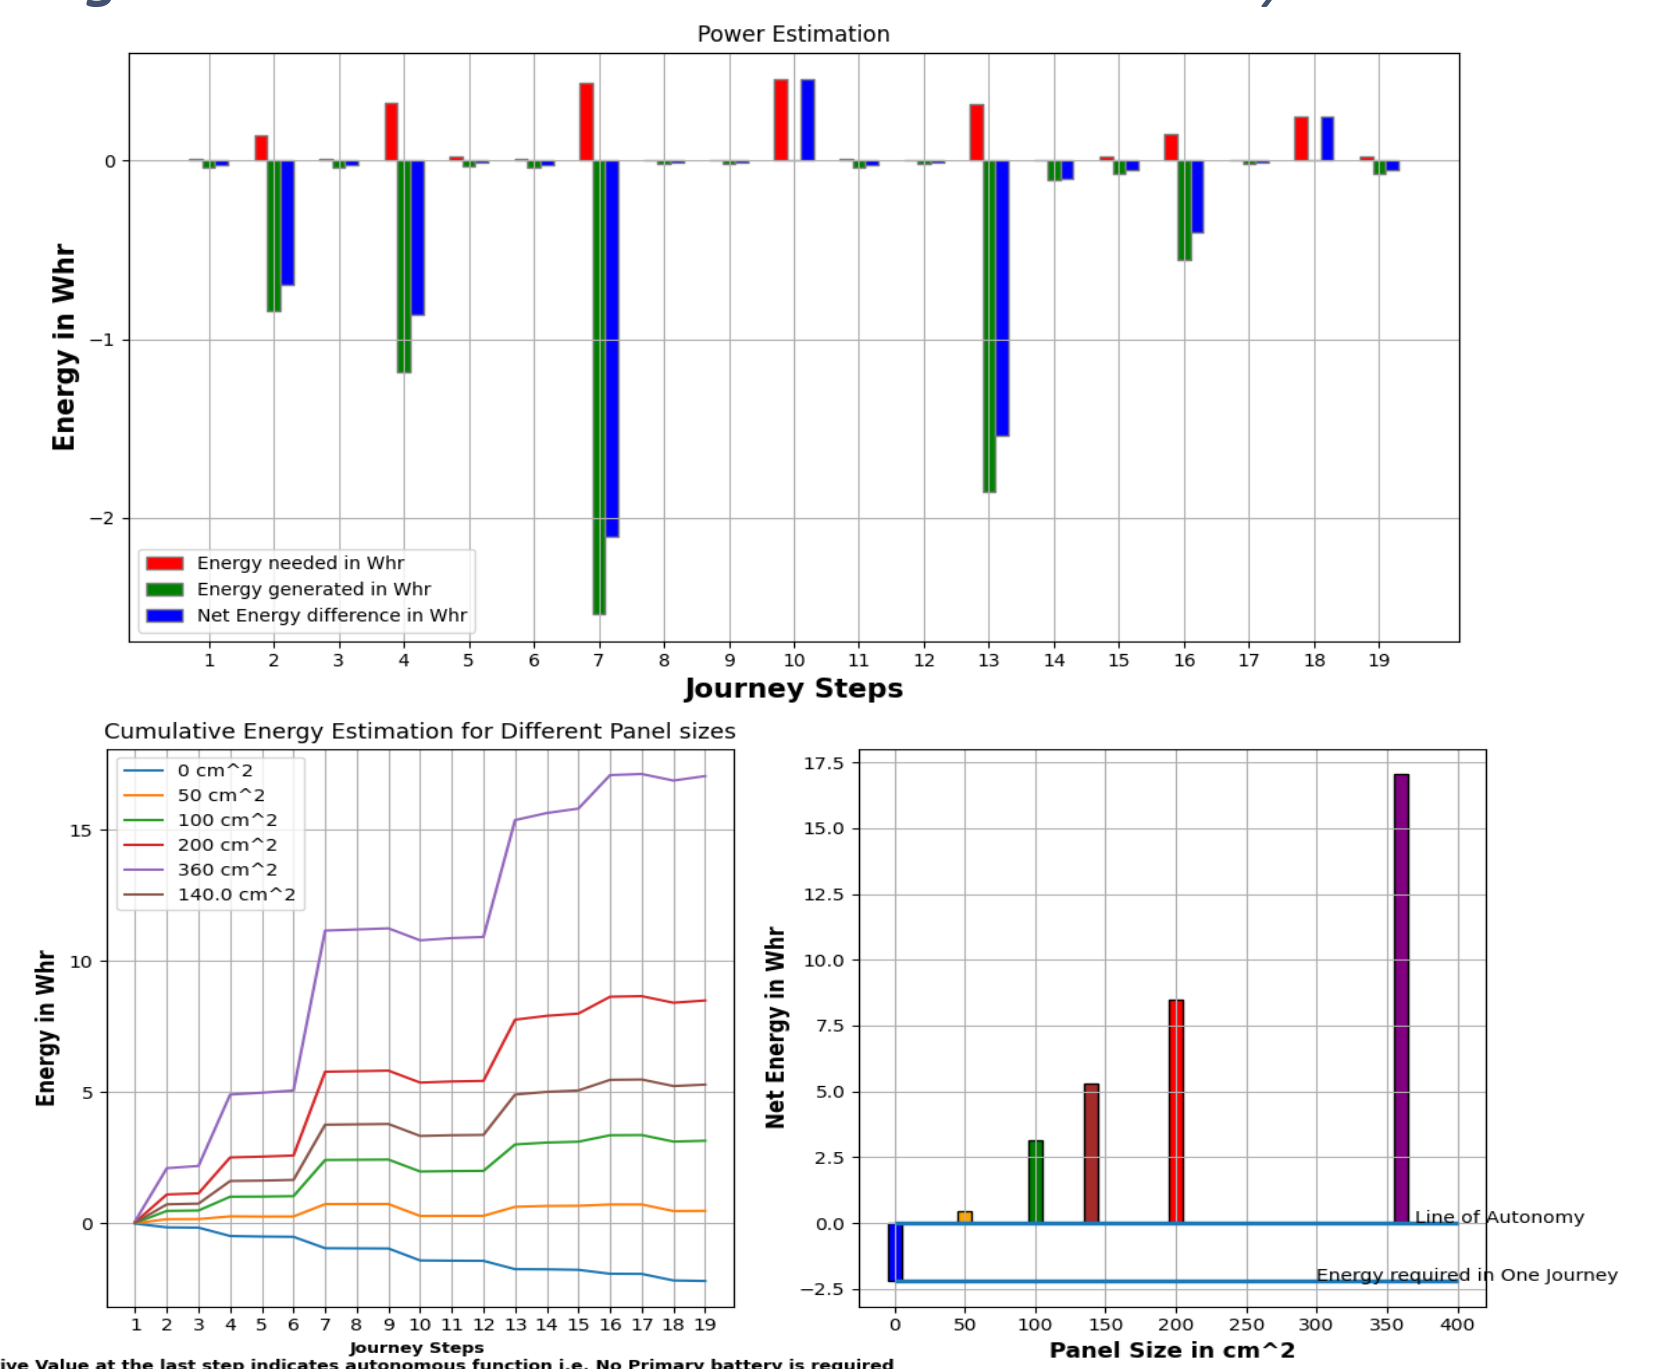 Power Estimation
0
−1
−2
Energy in Whr
Energy needed in Whr
Energy generated in Whr
Net Energy difference in Whr
1 2 3 4 5 6 7 8 9 10 11 12 13 14 15 16 17 18 19
Journey Steps
Cumulative Energy Estimation for Different Panel sizes
0 cm^2
50 cm^2
100 cm^2
200 cm^2
360 cm^2
140.0 cm^2
15
10
5
0
Energy in Whr
1 2 3 4 5 6 7 8 9 10 11 12 13 14 15 16 17 18 19
Journey Steps
17.5
15.0
12.5
10.0
7.5
5.0
2.5
0.0
−2.5
Net Energy in Whr
Line of Autonomy
Energy required in One Journey
0 50 100 150 200 250 300 350 400
Panel Size in cm^2
ive Value at the last step indicates autonomous function i.e. No Primary battery is required